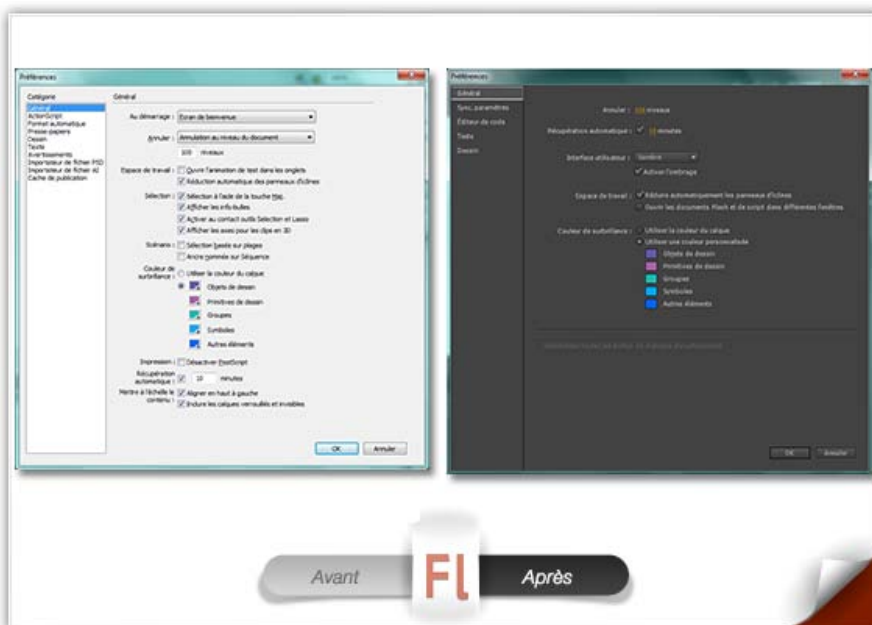 Préférences
Catégorie
Général
ActionScript
Format automatique
Presse-papiers
Dessin
Texte
Avertissements
Importateur de fichier PSD
Importateur de fichier AI
Cache de publication
Général
Au démarrage : Ecran de bienvenue
Annuler : Annulation au niveau du document
100 niveaux
Espace de travail : Ouvrir l'animation de test dans les onglets
Réduction automatique des panneaux d'icônes
Sélection : Sélection à l'aide de la touche Maj.
Afficher les info-bulles
Activer au contact outils Sélection et Lasso
Afficher les axes pour les clips en 3D
Scénario : Sélection basée sur plages
Ancre nommée sur Séquence
Couleur de
surbrillance : Utiliser la couleur du calque
Objets de dessin
Primitives de dessin
Groupes
Symboles
Autres éléments
Impression : Désactiver PostScript
Récupération
automatique : 10 minutes
Mettre à l'échelle le
contenu : Aligner en haut à gauche
Inclure les calques verrouillés et invisibles
OK Annuler
Préférences
Général
Sync. paramètres
Éditeur de code
Texte
Dessin
Annuler : niveaux
Récupération automatique : minutes
Interface utilisateur : Sombre
Activer l'ombrage
Espace de travail : Réduire automatiquement les panneaux d'icônes
Ouvrir les documents Flash et de script dans différentes fenêtres
Couleur de surbrillance : Utiliser la couleur du calque
Utiliser une couleur personnalisée
Objets de dessin
Primitives de dessin
Groupes
Symboles
Autres éléments
OK Annuler
Avant
Fl
Après